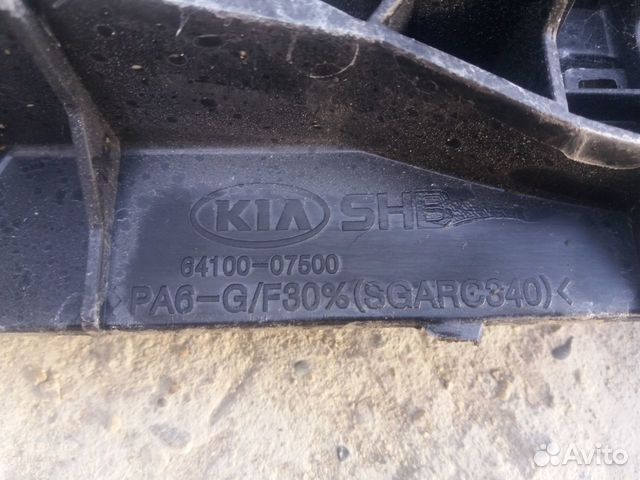 KIA SHB
64100-07500
>PA6-G/F30%(SGARC340)<
Avito